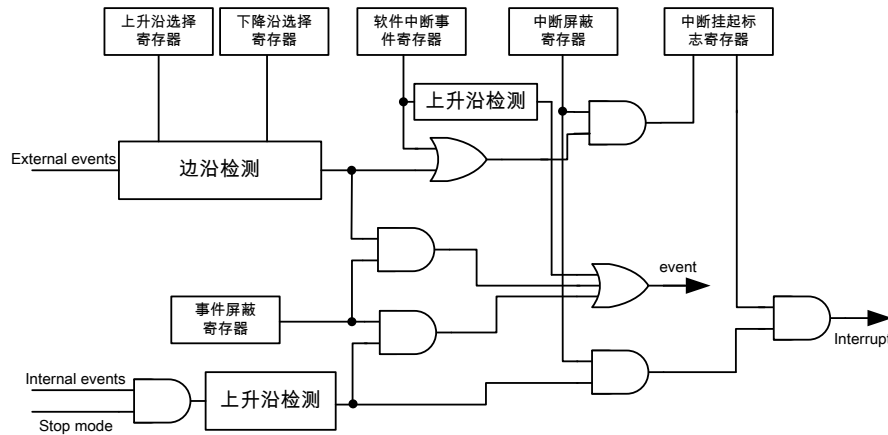 上升沿选择
寄存器
下降沿选择
寄存器
软件中断事
件寄存器
中断屏蔽
寄存器
中断挂起标
志寄存器
上升沿检测
External events
边沿检测
event
事件屏蔽
寄存器
Interrupt
Internal events
上升沿检测
Stop mode